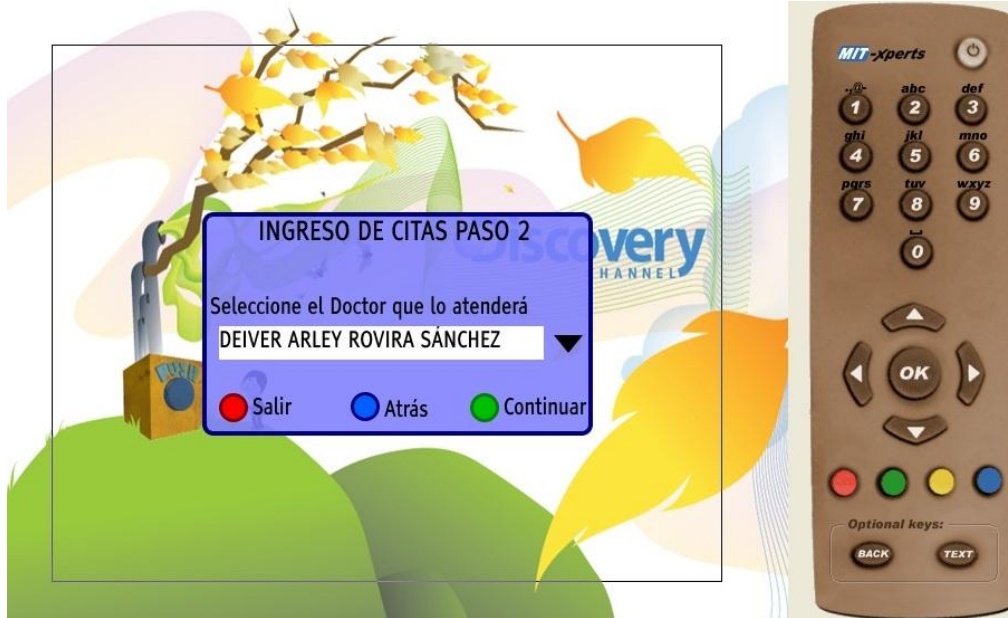 INGRESO DE CITAS PASO 2
Discovery
CHANNEL
Seleccione el Doctor que lo atenderá
DEIVER ARLEY ROVIRA SÁNCHEZ
Salir
Atrás
Continuar
MUSIC
MIT-xperts
.,@-
abc
def
1
2
3
ghi
jkl
mno
4
5
6
pqrs
tuv
wxyz
7
8
9
0
OK
Optional keys:
BACK
TEXT